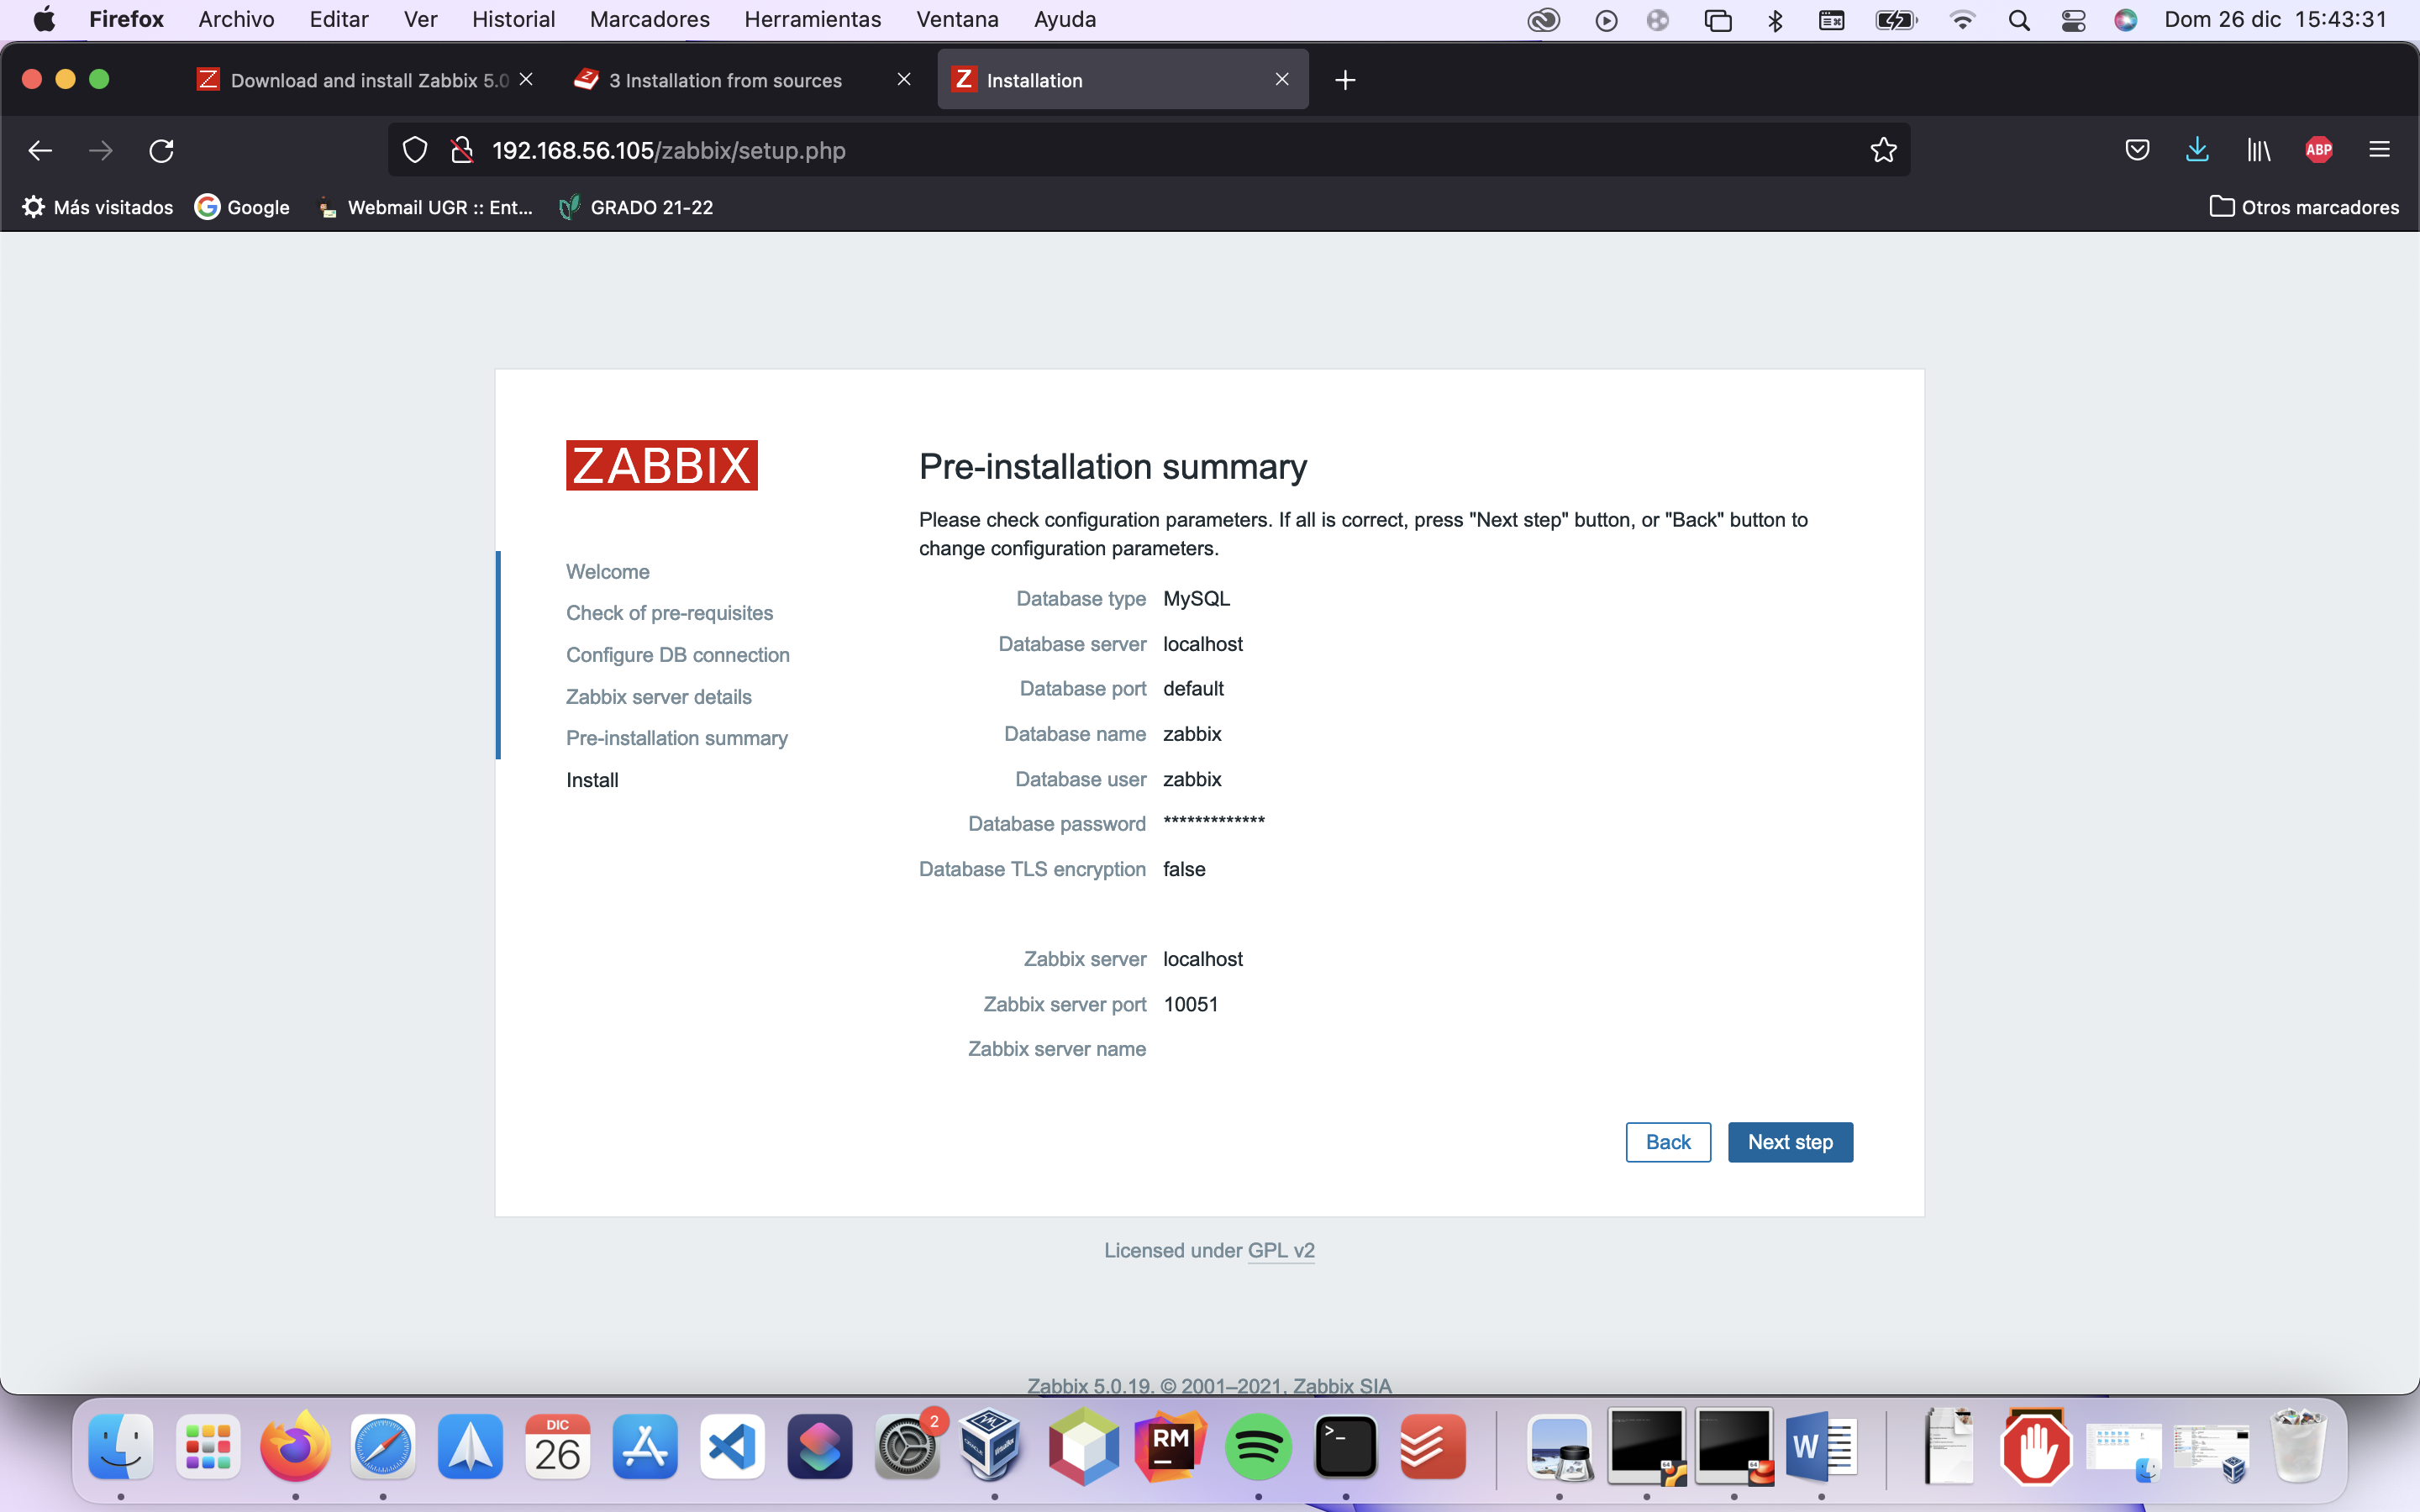 Firefox Archivo Editar Ver Historial Marcadores Herramientas Ventana Ayuda Dom 26 dic 15:43:31
Download and install Zabbix 5.0 3 Installation from sources Z Installation
192.168.56.105/zabbix/setup.php ABP
Más visitados Google Webmail UGR :: Ent... GRADO 21-22 Otros marcadores
ZABBIX
Welcome
Check of pre-requisites
Configure DB connection
Zabbix server details
Pre-installation summary
Install
Pre-installation summary
Please check configuration parameters. If all is correct, press "Next step" button, or "Back" button to
change configuration parameters.
Database type MySQL
Database server localhost
Database port default
Database name zabbix
Database user zabbix
Database password *************
Database TLS encryption false
Zabbix server localhost
Zabbix server port 10051
Zabbix server name
Back Next step
Licensed under GPL v2
Zabbix 5.0.19. © 2001–2021, Zabbix SIA
DIC
26
2
RM
>_
W